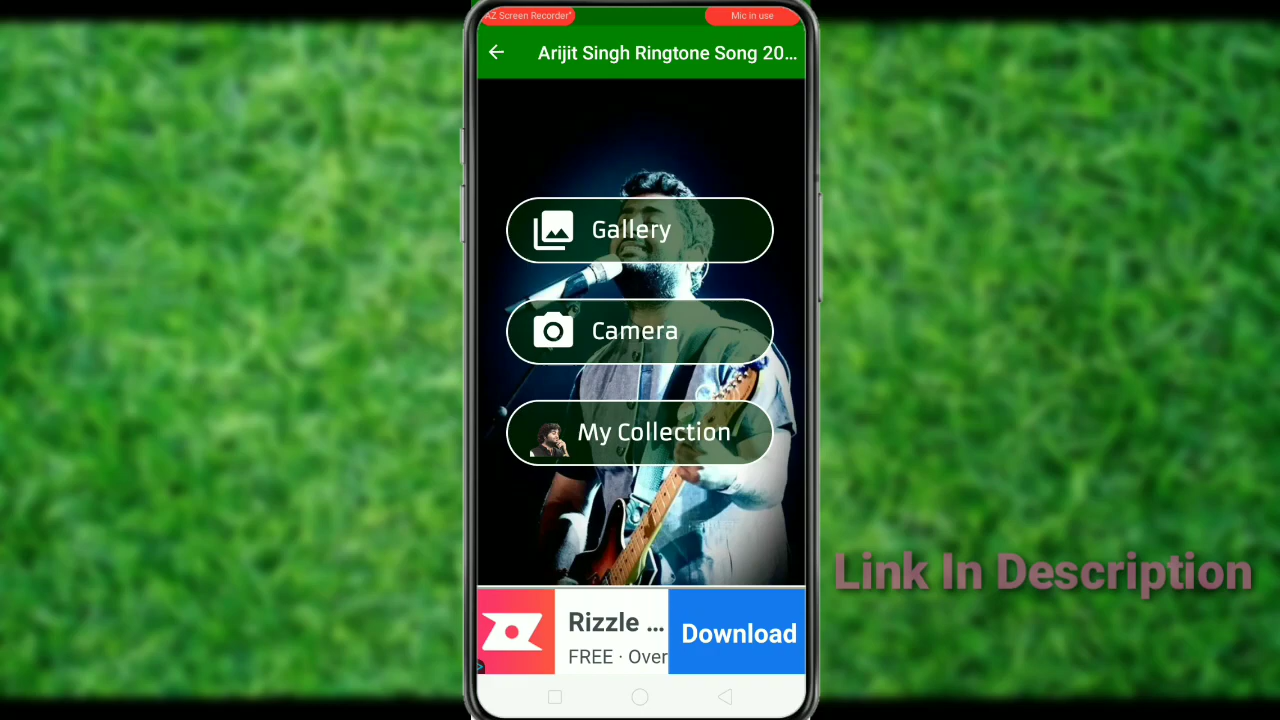 AZ Screen Recorder"
Mic in use
Arijit Singh Ringtone Song 20...
Gallery
Camera
My Collection
Link In Description
Rizzle ...
FREE · Over
Download